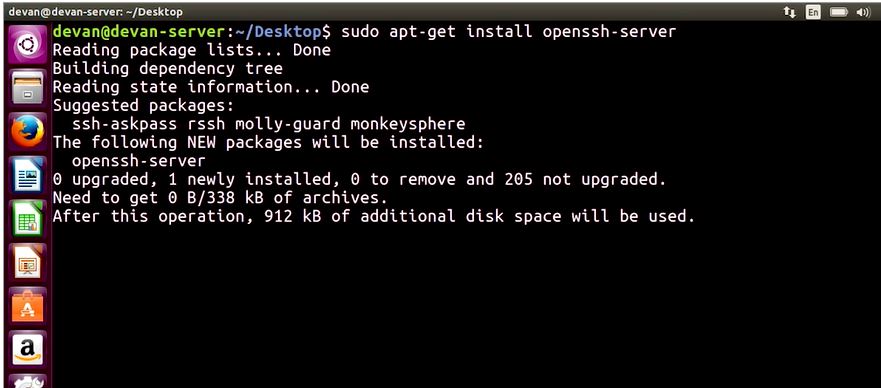 devan@devan-server: ~/Desktop
En
devan@devan-server:~/Desktop$ sudo apt-get install openssh-server
Reading package lists... Done
Building dependency tree
Reading state information... Done
Suggested packages:
  ssh-askpass rssh molly-guard monkeysphere
The following NEW packages will be installed:
  openssh-server
0 upgraded, 1 newly installed, 0 to remove and 205 not upgraded.
Need to get 0 B/338 kB of archives.
After this operation, 912 kB of additional disk space will be used.